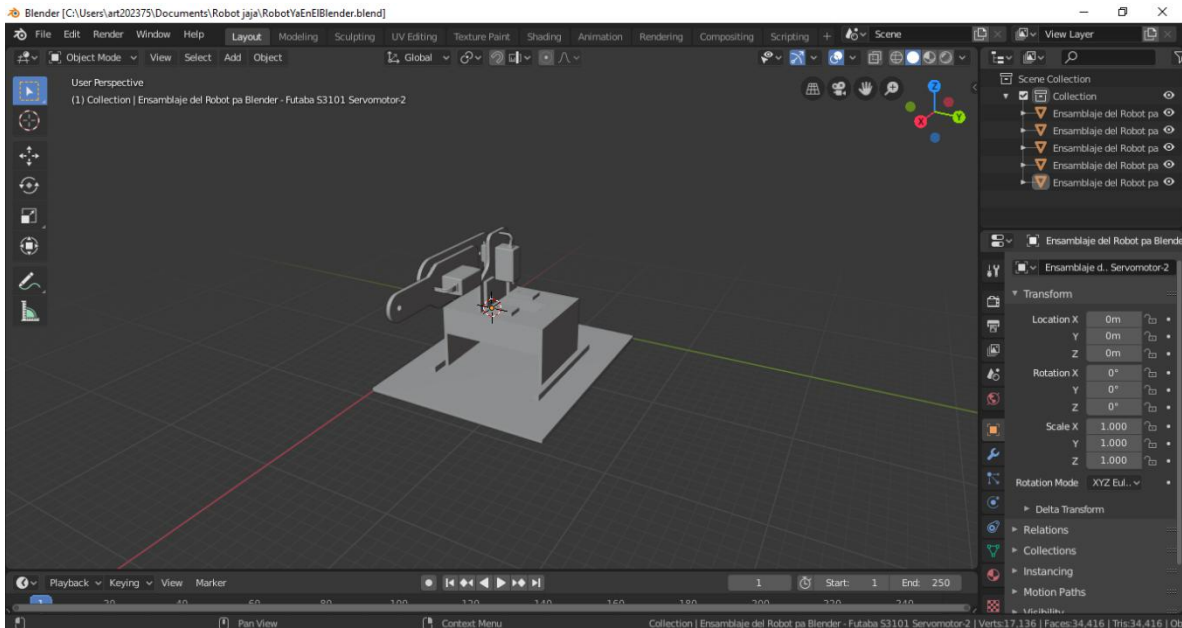 Blender [C:\Users\art202375\Documents\Robot jaja\RobotYaEnElBlender.blend]
File Edit Render Window Help Layout Modeling Sculpting UV Editing Texture Paint Shading Animation Rendering Compositing Scripting + Scene View Layer
Object Mode View Select Add Object Global
User Perspective
(1) Collection | Ensamblaje del Robot pa Blender - Futaba S3101 Servomotor-2
Z
X
Y
Scene Collection
Collection
Ensamblaje del Robot pa
Ensamblaje del Robot pa
Ensamblaje del Robot pa
Ensamblaje del Robot pa
Ensamblaje del Robot pa
Ensamblaje del Robot pa Blende
Ensamblaje d.. Servomotor-2
Transform
Location X 0m
Y 0m
Z 0m
Rotation X 0°
Y 0°
Z 0°
Scale X 1.000
Y 1.000
Z 1.000
Rotation Mode XYZ Eul..
Delta Transform
Relations
Collections
Instancing
Motion Paths
Visibility
Playback Keying View Marker 1 Start: 1 End: 250
1 20 40 60 80 100 120 140 160 180 200 220 240
Pan View Context Menu Collection | Ensamblaje del Robot pa Blender - Futaba S3101 Servomotor-2 | Verts:17,136 | Faces:34,416 | Tris:34,416 | Ob